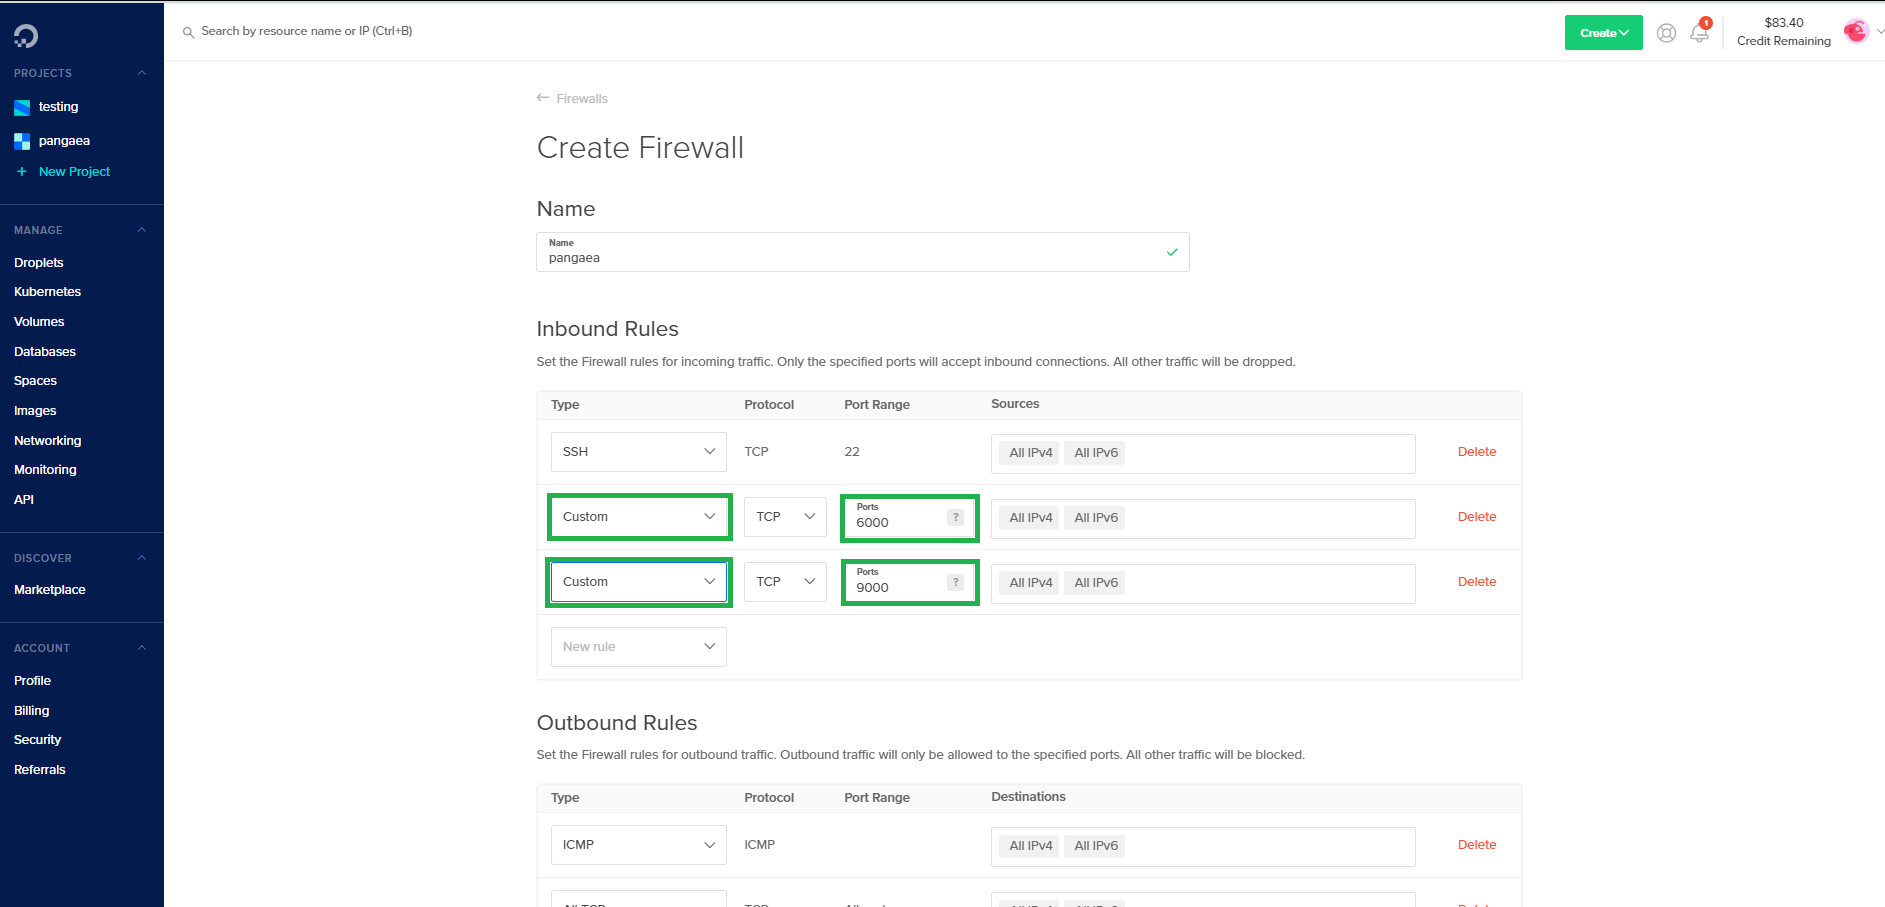 Search by resource name or IP (Ctrl+B)
Create
1
$83.40
Credit Remaining
PROJECTS
testing
pangaea
+ New Project
MANAGE
Droplets
Kubernetes
Volumes
Databases
Spaces
Images
Networking
Monitoring
API
DISCOVER
Marketplace
ACCOUNT
Profile
Billing
Security
Referrals
← Firewalls
Create Firewall
Name
Name
pangaea
Inbound Rules
Set the Firewall rules for incoming traffic. Only the specified ports will accept inbound connections. All other traffic will be dropped.
Type Protocol Port Range Sources
SSH TCP 22 All IPv4 All IPv6 Delete
Custom TCP Ports 6000 ? All IPv4 All IPv6 Delete
Custom TCP Ports 9000 ? All IPv4 All IPv6 Delete
New rule
Outbound Rules
Set the Firewall rules for outbound traffic. Outbound traffic will only be allowed to the specified ports. All other traffic will be blocked.
Type Protocol Port Range Destinations
ICMP ICMP All IPv4 All IPv6 Delete